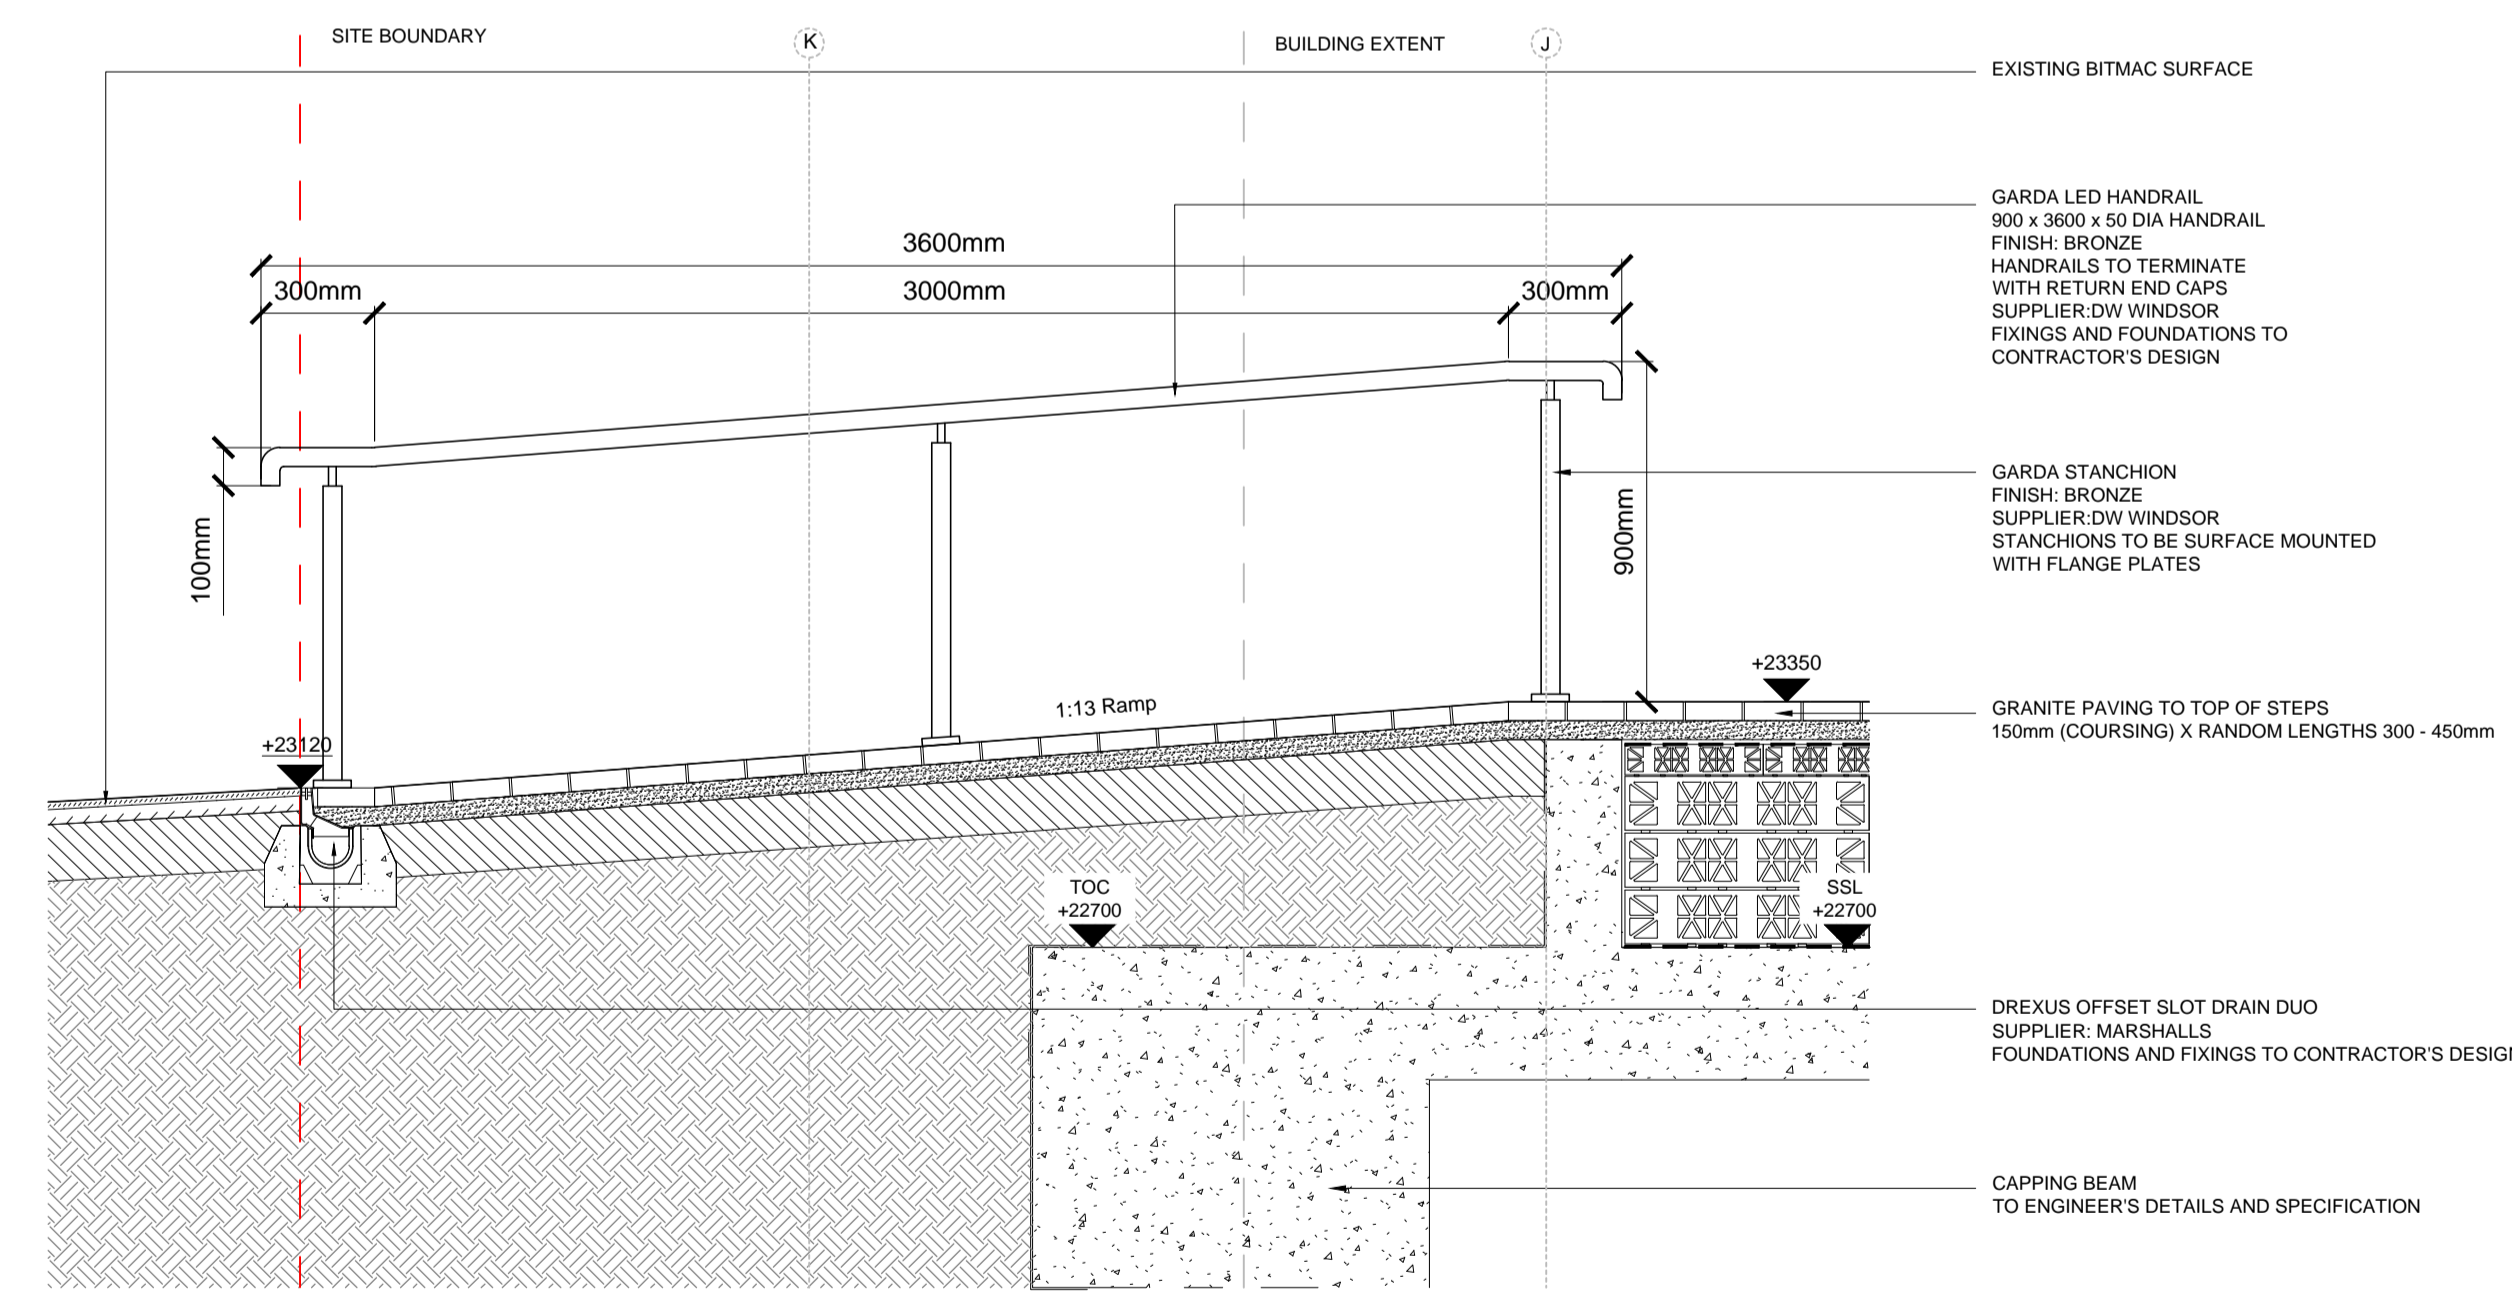 SITE BOUNDARY
K
BUILDING EXTENT
J
EXISTING BITMAC SURFACE
GARDA LED HANDRAIL
900 x 3600 x 50 DIA HANDRAIL
FINISH: BRONZE
HANDRAILS TO TERMINATE
WITH RETURN END CAPS
SUPPLIER:DW WINDSOR
FIXINGS AND FOUNDATIONS TO
CONTRACTOR'S DESIGN
3600mm
300mm
3000mm
300mm
100mm
900mm
GARDA STANCHION
FINISH: BRONZE
SUPPLIER:DW WINDSOR
STANCHIONS TO BE SURFACE MOUNTED
WITH FLANGE PLATES
+23350
1:13 Ramp
+23120
GRANITE PAVING TO TOP OF STEPS
150mm (COURSING) X RANDOM LENGTHS 300 - 450mm
TOC
+22700
SSL
+22700
DREXUS OFFSET SLOT DRAIN DUO
SUPPLIER: MARSHALLS
FOUNDATIONS AND FIXINGS TO CONTRACTOR'S DESIGN
CAPPING BEAM
TO ENGINEER'S DETAILS AND SPECIFICATION